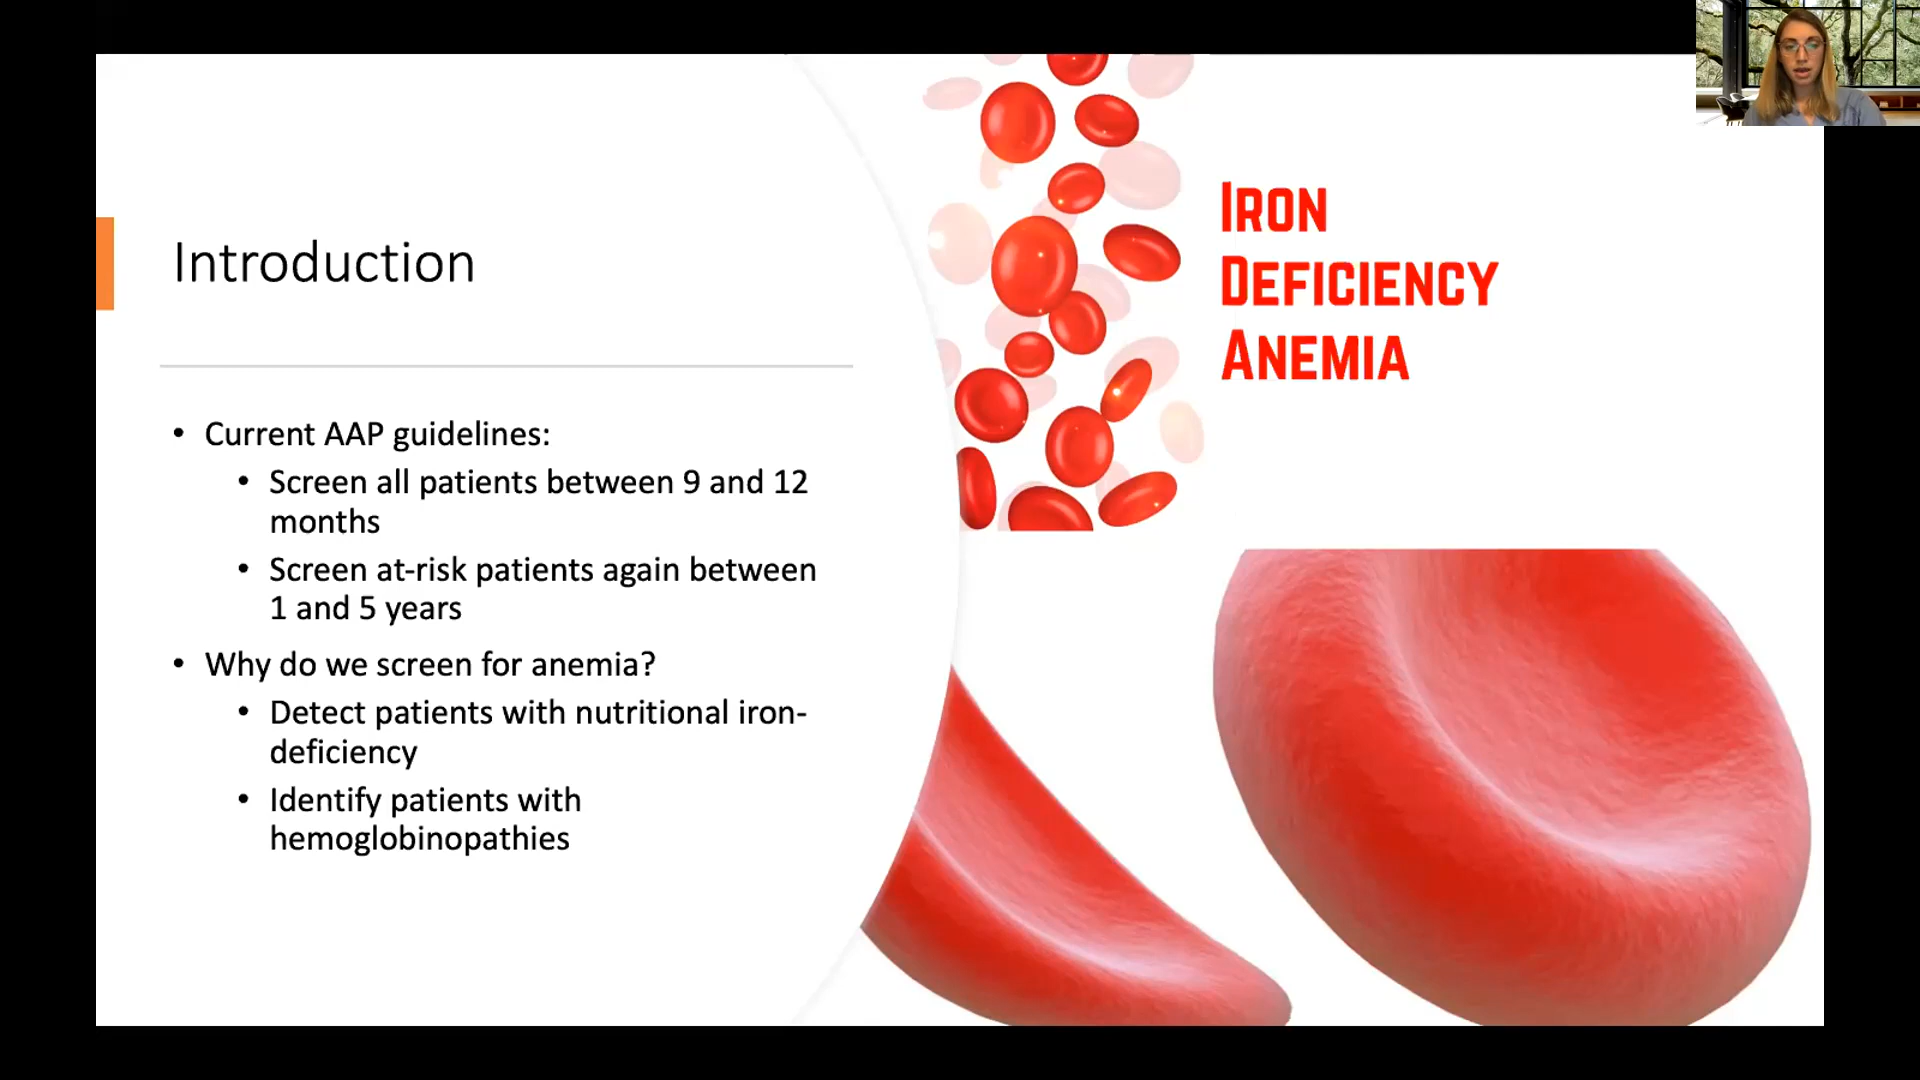 Introduction
• Current AAP guidelines:
• Screen all patients between 9 and 12
months
• Screen at-risk patients again between
1 and 5 years
• Why do we screen for anemia?
• Detect patients with nutritional iron-
deficiency
• Identify patients with
hemoglobinopathies
IRON
DEFICIENCY
ANEMIA